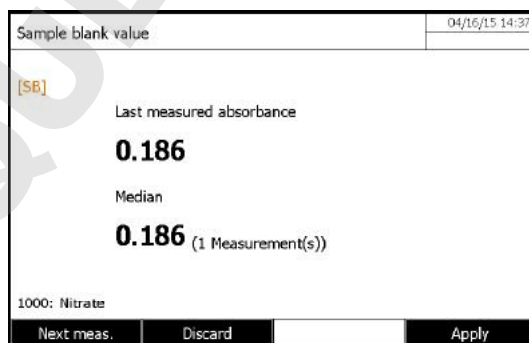 Sample blank value
04/16/15 14:37
[SB]
Last measured absorbance
0.186
Median
0.186 (1 Measurement(s))
1000: Nitrate
Next meas. Discard Apply